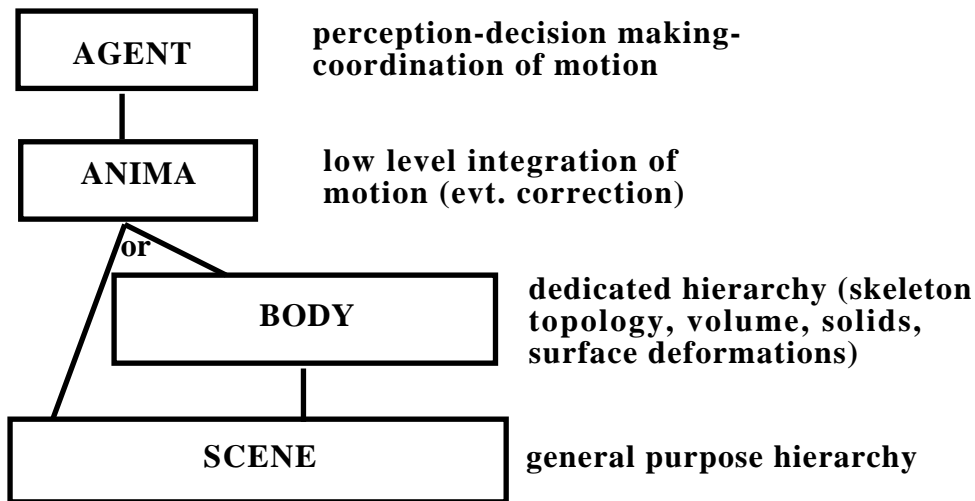 AGENT
perception-decision making-
coordination of motion
ANIMA
low level integration of
motion (evt. correction)
or
BODY
dedicated hierarchy (skeleton
topology, volume, solids,
surface deformations)
SCENE
general purpose hierarchy